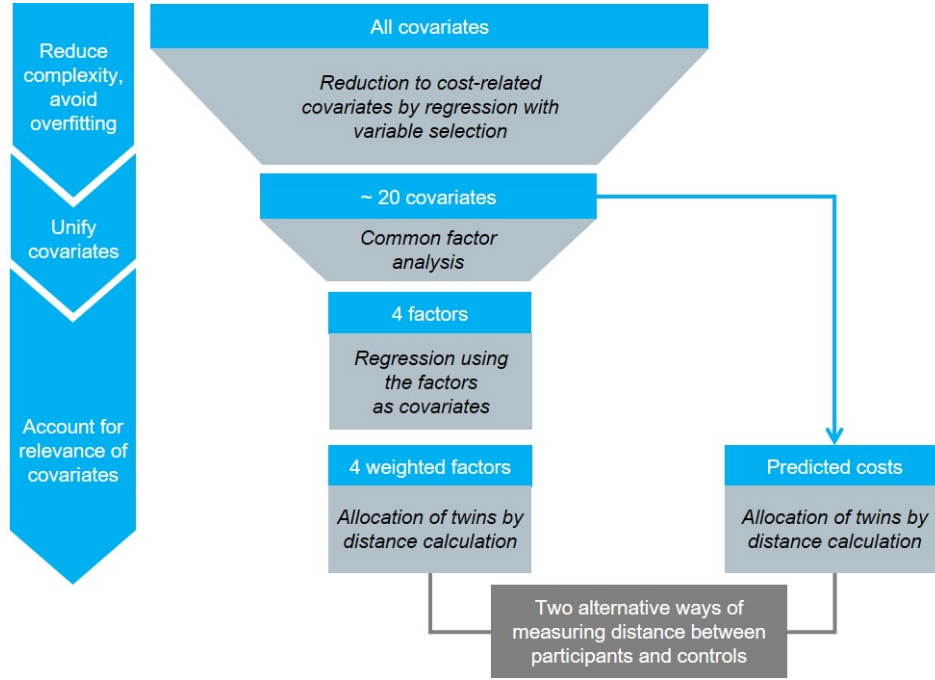 Reduce
complexity,
avoid
overfitting
Unify
covariates
Account for
relevance of
covariates
All covariates
Reduction to cost-related
covariates by regression with
variable selection
~ 20 covariates
Common factor
analysis
4 factors
Regression using
the factors
as covariates
4 weighted factors
Allocation of twins by
distance calculation
Predicted costs
Allocation of twins by
distance calculation
Two alternative ways of
measuring distance between
participants and controls